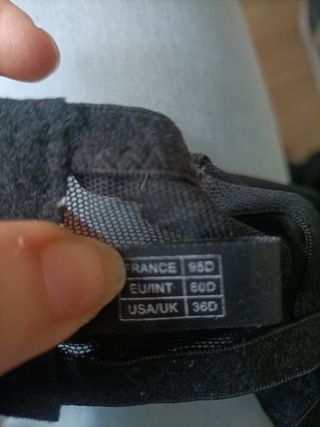 FRANCE 95D
EU/INT 80D
USA/UK 36D